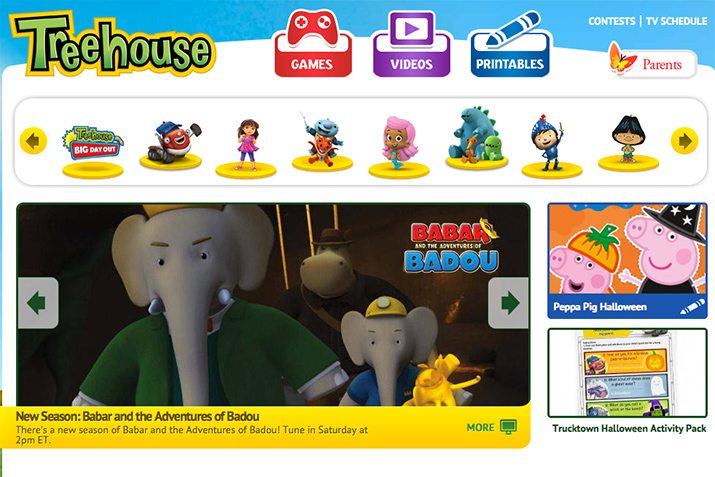 Treehouse
GAMES
VIDEOS
PRINTABLES
CONTESTS | TV SCHEDULE
Parents
Treehouse
BIG DAY OUT
BABAR
AND THE ADVENTURES OF
BADOU
Peppa Pig Halloween
New Season: Babar and the Adventures of Badou
There's a new season of Babar and the Adventures of Badou! Tune in Saturday at
2pm ET.
MORE
Trucktown Halloween Activity Pack